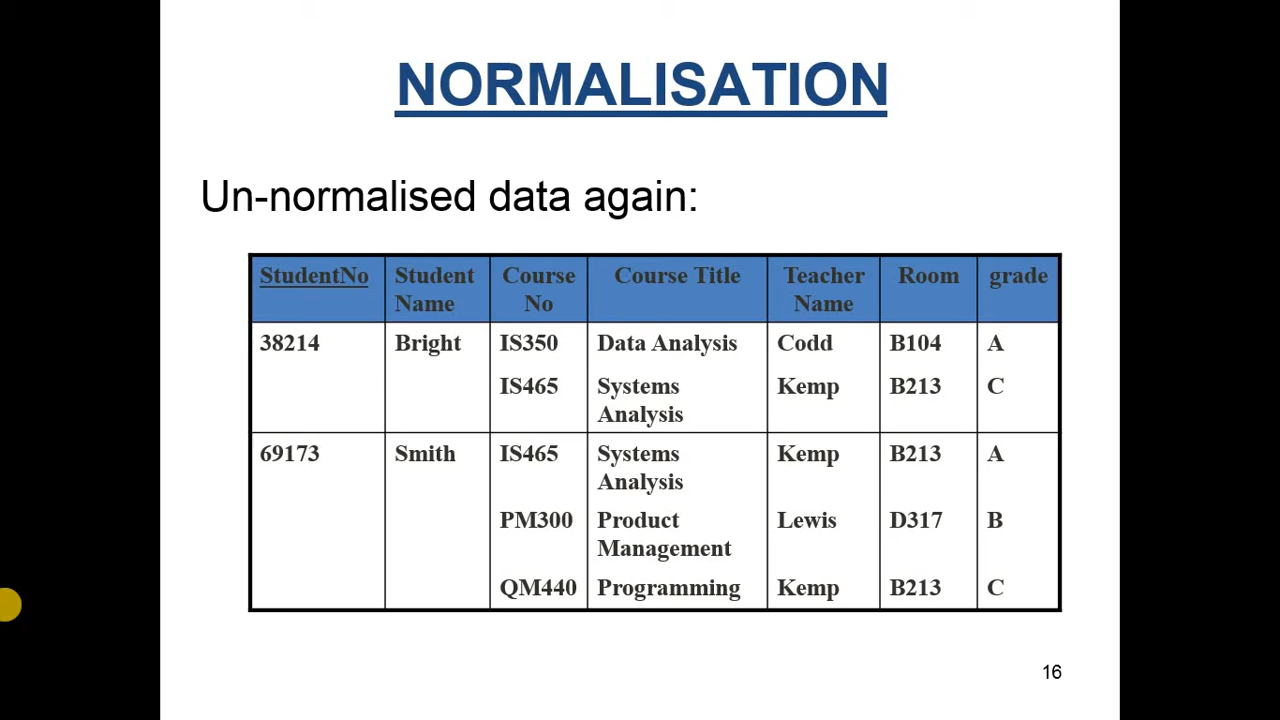 NORMALISATION
Un-normalised data again:
StudentNo Student Name Course No Course Title Teacher Name Room grade
38214 Bright IS350 Data Analysis Codd B104 A
IS465 Systems Analysis Kemp B213 C
69173 Smith IS465 Systems Analysis Kemp B213 A
PM300 Product Management Lewis D317 B
QM440 Programming Kemp B213 C
16